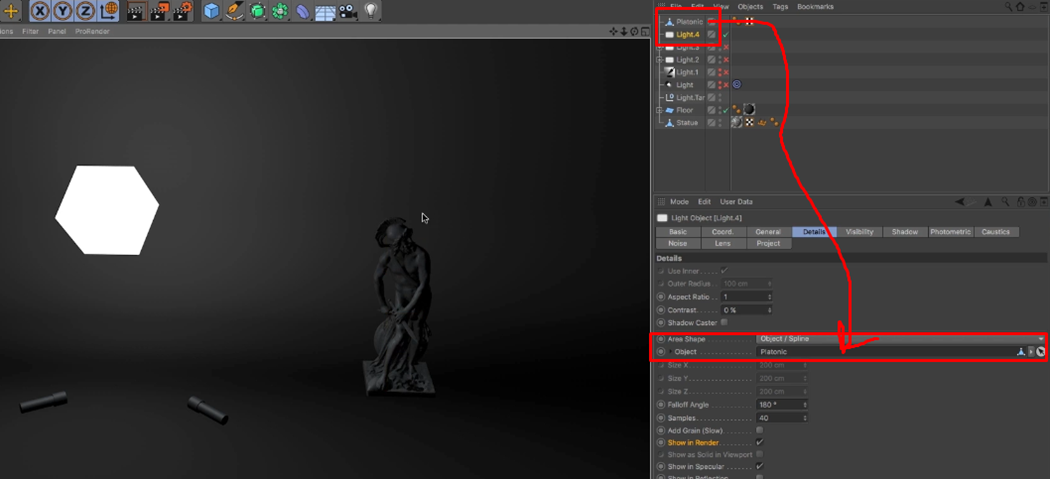 File Edit View Objects Tags Bookmarks
X Y Z
Filter Panel ProRender
Platonic
Light.4
Light.3
Light.2
Light.1
Light
Light.Tar
Floor
Statue
Mode Edit User Data
Light Object [Light.4]
Basic Coord. General Details Visibility Shadow Photometric Caustics
Noise Lens Project
Details
Use Inner
Outer Radius 100 cm
Aspect Ratio 1
Contrast 0 %
Shadow Caster
Area Shape Object / Spline
Object Platonic
Size X 200 cm
Size Y 200 cm
Size Z 200 cm
Falloff Angle 180 °
Samples 40
Add Grain (Slow)
Show in Render
Show as Solid in Viewport
Show in Specular
Show in Reflection